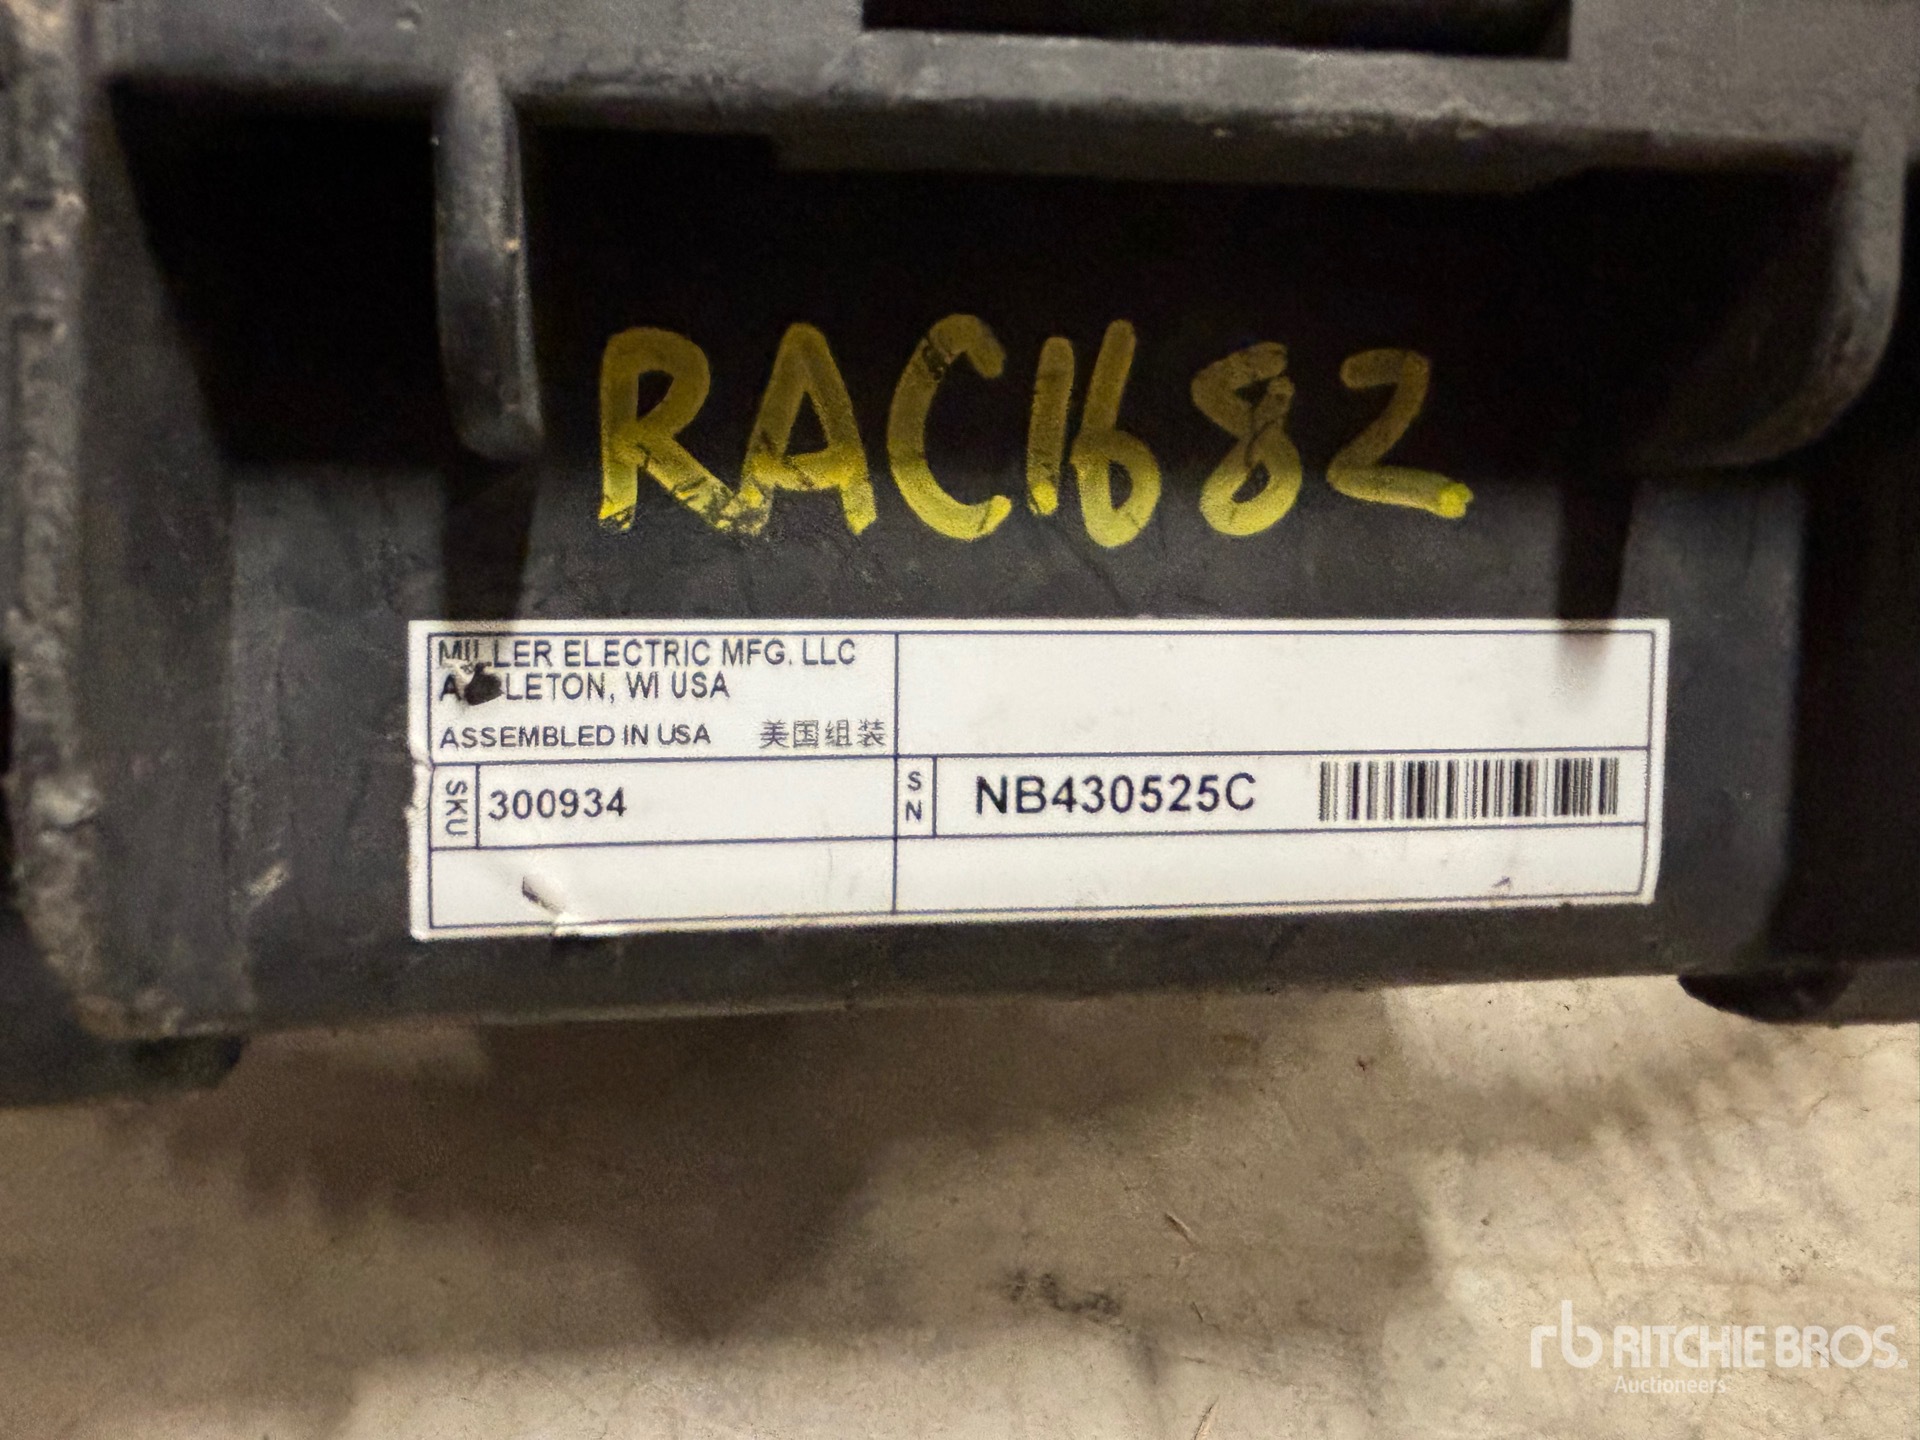 RAC1682
MILLER ELECTRIC MFG. LLC
APPLETON, WI USA
ASSEMBLED IN USA 美国组装
SKU 300934
SN NB430525C
rb RITCHIE BROS.
Auctioneers